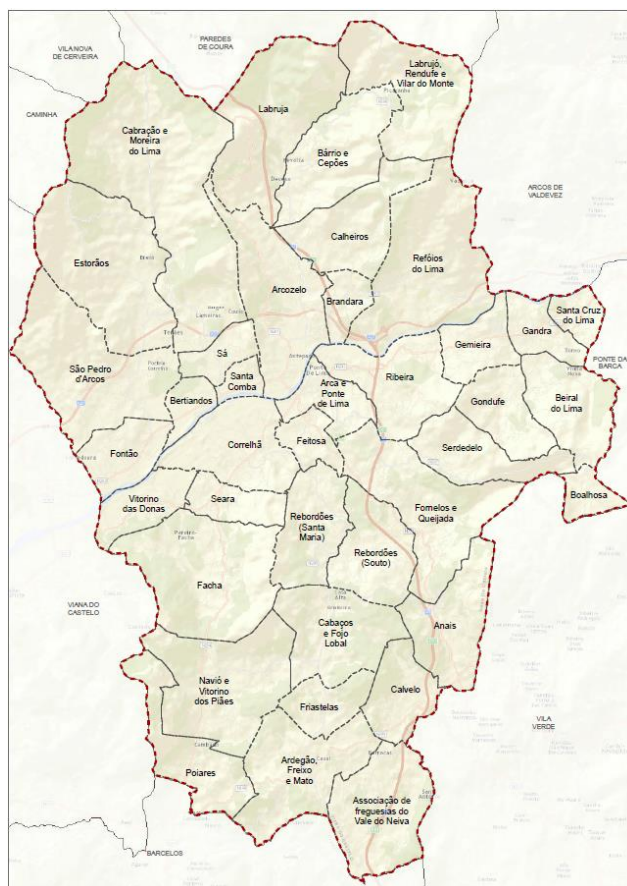 VILA NOVA
DE CERVEIRA
PAREDES
DE COURA
CAMINHA
ARCOS DE
VALDEVEZ
PONTE DA
BARCA
VIANA DO
CASTELO
VILA
VERDE
BARCELOS
Labrujó,
Rendufe e
Vilar do Monte
Labruja
Cabração e
Moreira
do Lima
Bárrio e
Cepões
Calheiros
Refóios
do Lima
Estorãos
Arcozelo
Brandara
Santa Cruz
do Lima
Gandra
Gemieira
Sá
Santa
Comba
São Pedro
d'Arcos
Bertiandos
Arca e
Ponte
de Lima
Ribeira
Gondufe
Beiral
do Lima
Correlhã
Feitosa
Serdedelo
Fontão
Boalhosa
Vitorino
das Donas
Seara
Rebordões
(Santa
Maria)
Fornelos e
Queijada
Rebordões
(Souto)
Facha
Anais
Cabaços
e Fojo
Lobal
Navió e
Vitorino
dos Piães
Calvelo
Friastelas
Poiares
Ardegão,
Freixo
e Mato
Associação de
freguesias do
Vale do Neiva